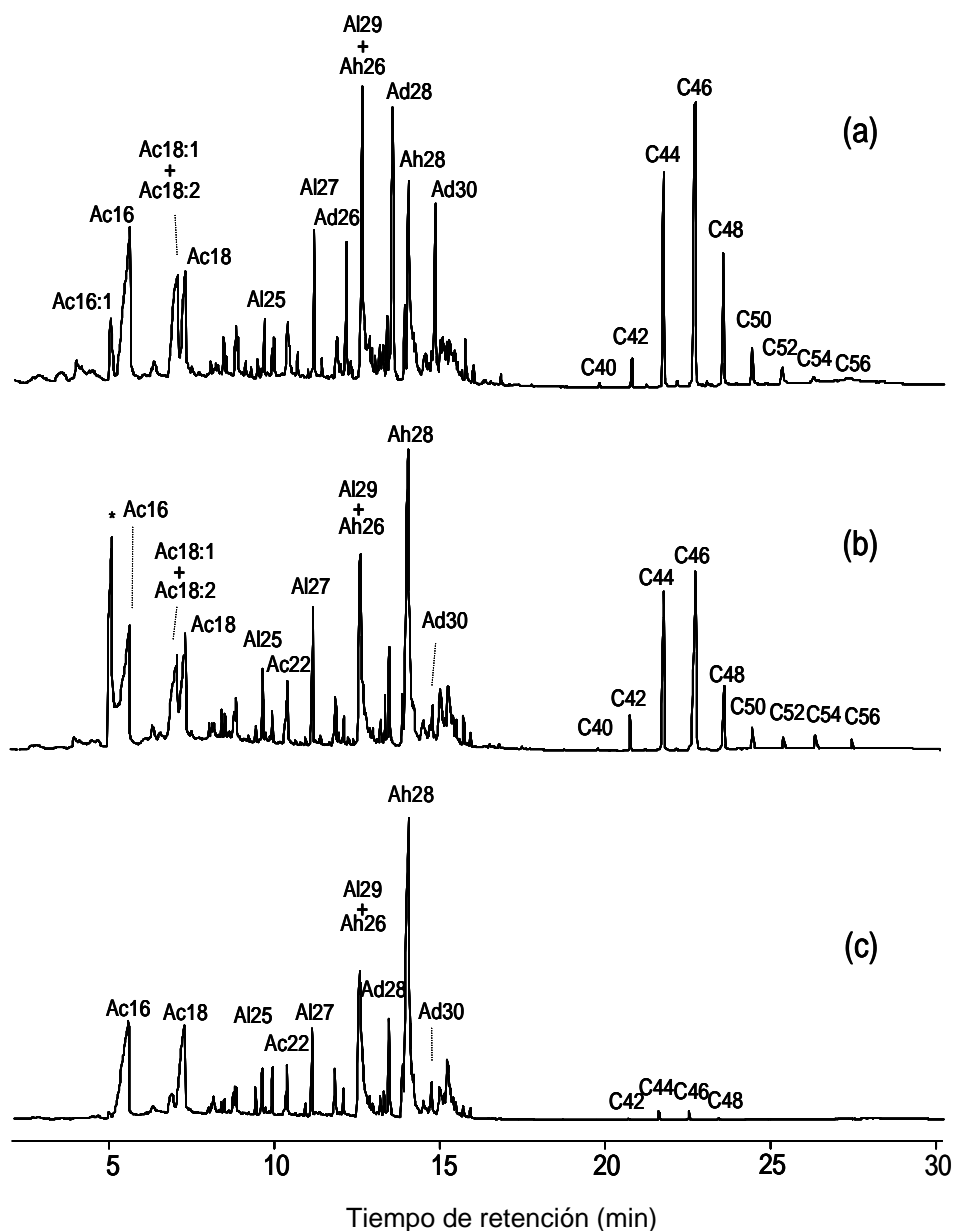 Al29
+
Ah26
Ad28
C46
(a)
Ac18:1
+
Ac18:2
Ah28
C44
Al27
Ad30
Ac16
Ad26
C48
Ac18
Ac16:1
Al25
C50
C40
C42
C52
C54
C56
Ah28
* Ac16
Al29
+
Ah26
(b)
Ac18:1
+
Ac18:2
C46
C44
Al27
Ac18
Ad30
Al25
Ac22
C48
C42
C50
C52
C54
C56
C40
Ah28
Al29
+
Ah26
(c)
Ad28
Ac16
Ac18
Al25
Al27
Ad30
Ac22
C42
C44
C46
C48
5 10 15 20 25 30
Tiempo de retención (min)